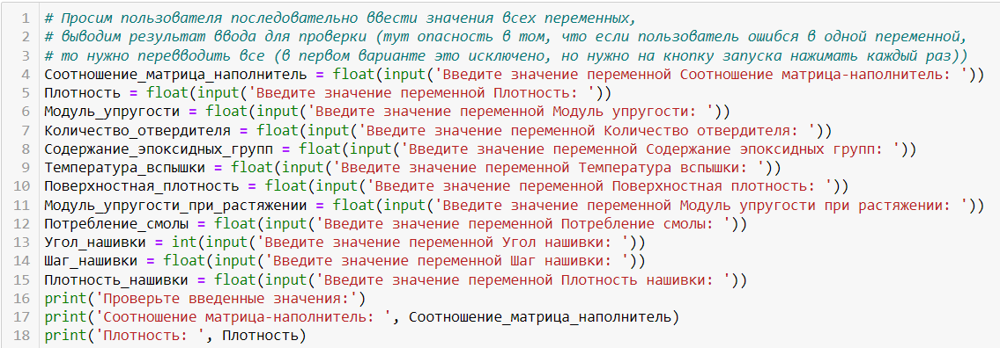 1 # Просим пользователя последовательно ввести значения всех переменных,
2 # выводим результат ввода для проверки (тут опасность в том, что если пользователь ошибся в одной переменной,
3 # то нужно перевводить все (в первом варианте это исключено, но нужно на кнопку запуска нажимать каждый раз))
4 Соотношение_матрица_наполнитель = float(input('Введите значение переменной Соотношение матрица-наполнитель: '))
5 Плотность = float(input('Введите значение переменной Плотность: '))
6 Модуль_упругости = float(input('Введите значение переменной Модуль упругости: '))
7 Количество_отвердителя = float(input('Введите значение переменной Количество отвердителя: '))
8 Содержание_эпоксидных_групп = float(input('Введите значение переменной Содержание эпоксидных групп: '))
9 Температура_вспышки = float(input('Введите значение переменной Температура вспышки: '))
10 Поверхностная_плотность = float(input('Введите значение переменной Поверхностная плотность: '))
11 Модуль_упругости_при_растяжении = float(input('Введите значение переменной Модуль упругости при растяжении: '))
12 Потребление_смолы = float(input('Введите значение переменной Потребление смолы: '))
13 Угол_нашивки = int(input('Введите значение переменной Угол нашивки: '))
14 Шаг_нашивки = float(input('Введите значение переменной Шаг нашивки: '))
15 Плотность_нашивки = float(input('Введите значение переменной Плотность нашивки: '))
16 print('Проверьте введенные значения:')
17 print('Соотношение матрица-наполнитель: ', Соотношение_матрица_наполнитель)
18 print('Плотность: ', Плотность)